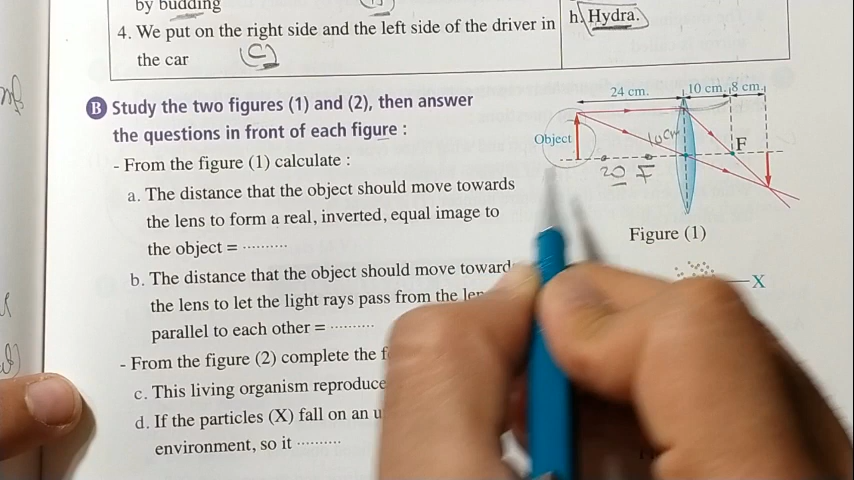 by budding
4. We put on the right side and the left side of the driver in
the car
(C)
h. Hydra.
B Study the two figures (1) and (2), then answer
the questions in front of each figure :
- From the figure (1) calculate :
a. The distance that the object should move towards
the lens to form a real, inverted, equal image to
the object = ..........
b. The distance that the object should move toward
the lens to let the light rays pass from the len
parallel to each other = ..........
- From the figure (2) complete the f
c. This living organism reproduce
d. If the particles (X) fall on an u
environment, so it ..........
24 cm. 10 cm. 8 cm.
Object
10cm
F
20 F
Figure (1)
X